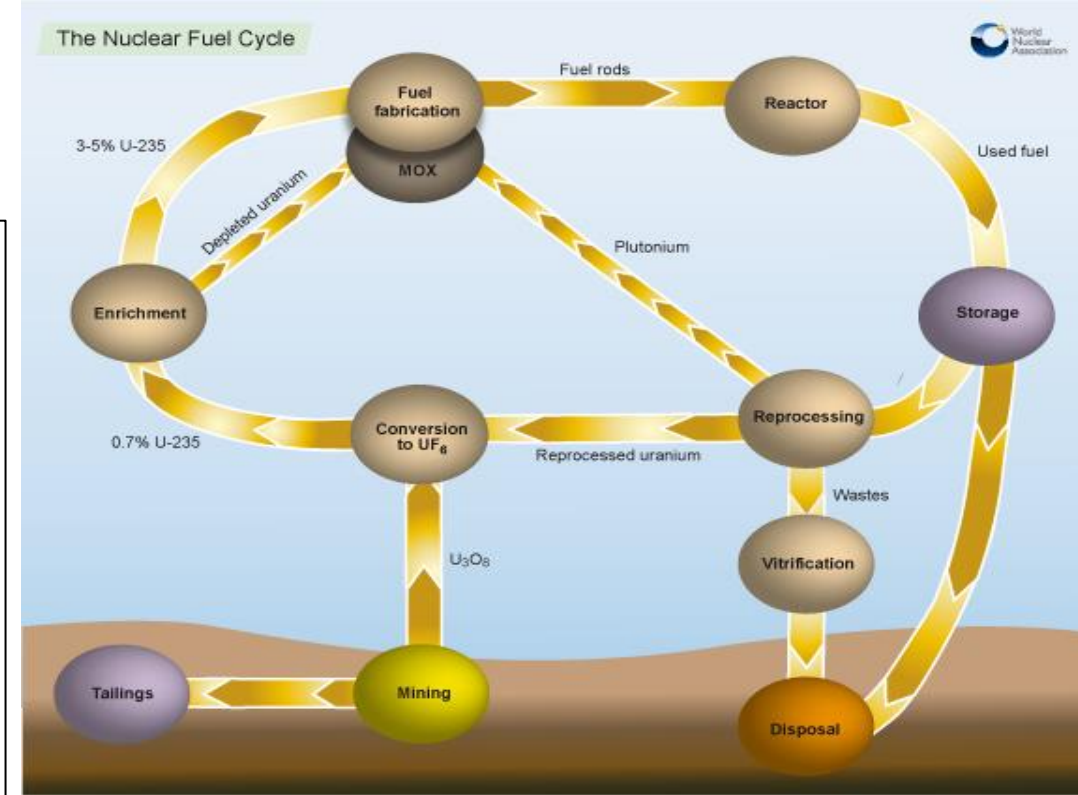 The Nuclear Fuel Cycle
World
Nuclear
Association
Fuel rods
Fuel
fabrication
Reactor
3-5% U-235
MOX
Used fuel
Depleted uranium
Plutonium
Enrichment
Storage
Reprocessing
Conversion
to UF₆
0.7% U-235
Reprocessed uranium
Wastes
U₃O₈
Vitrification
Tailings
Mining
Disposal